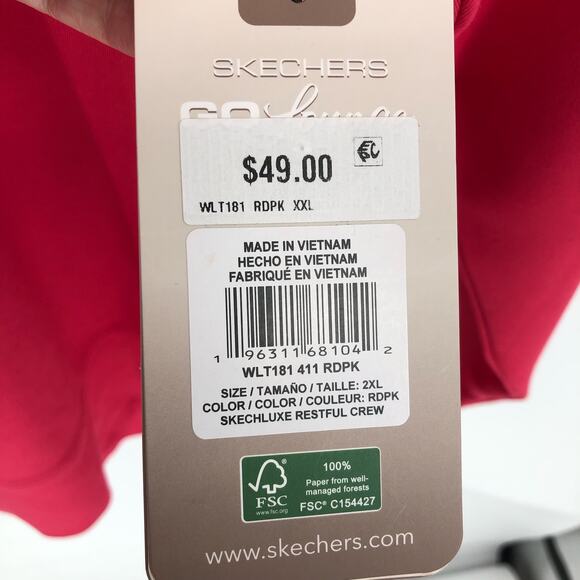 SKECHERS
GO Lounge
$49.00
WLT181 RDPK XXL
MADE IN VIETNAM
HECHO EN VIETNAM
FABRIQUÉ EN VIETNAM
1 96311 68104 2
WLT181 411 RDPK
SIZE / TAMAÑO / TAILLE: 2XL
COLOR / COLOR / COULEUR: RDPK
SKECHLUXE RESTFUL CREW
100%
Paper from well-
managed forests
FSC
www.fsc.org
FSC® C154427
www.skechers.com